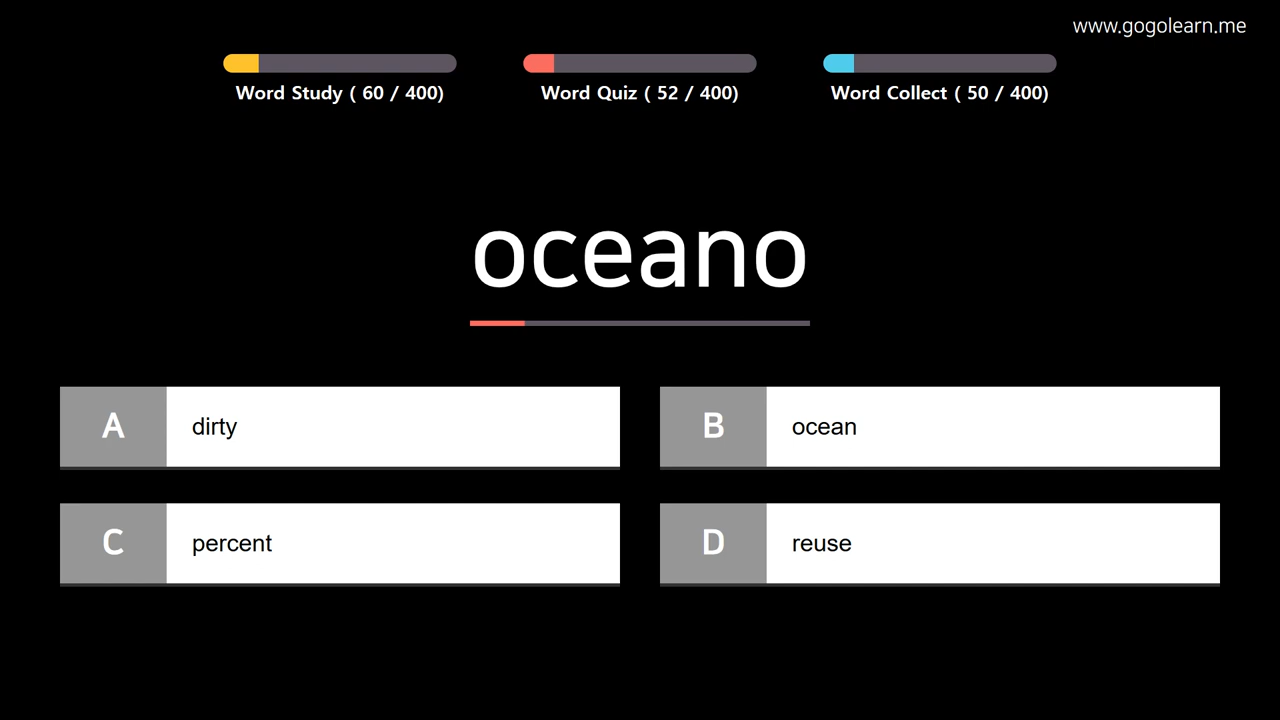 www.gogolearn.me
Word Study ( 60 / 400)
Word Quiz ( 52 / 400)
Word Collect ( 50 / 400)
oceano
A dirty
B ocean
C percent
D reuse